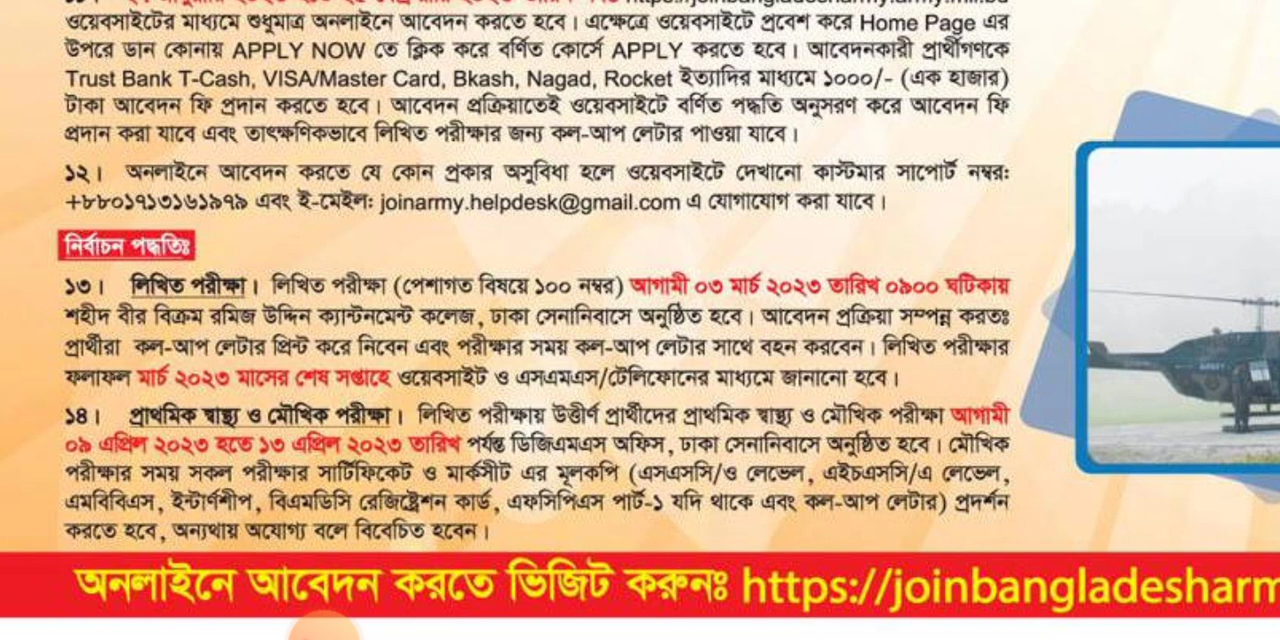 ওয়েবসাইটের মাধ্যমে শুধুমাত্র অনলাইনে আবেদন করতে হবে। এক্ষেত্রে ওয়েবসাইটে প্রবেশ করে Home Page এর
উপরে ডান কোনায় APPLY NOW তে ক্লিক করে বর্ণিত কোর্সে APPLY করতে হবে। আবেদনকারী প্রার্থীগণকে
Trust Bank T-Cash, VISA/Master Card, Bkash, Nagad, Rocket ইত্যাদির মাধ্যমে ১০০০/- (এক হাজার)
টাকা আবেদন ফি প্রদান করতে হবে। আবেদন প্রক্রিয়াতেই ওয়েবসাইটে বর্ণিত পদ্ধতি অনুসরণ করে আবেদন ফি
প্রদান করা যাবে এবং তাৎক্ষণিকভাবে লিখিত পরীক্ষার জন্য কল-আপ লেটার পাওয়া যাবে।
১২। অনলাইনে আবেদন করতে যে কোন প্রকার অসুবিধা হলে ওয়েবসাইটে দেখানো কাস্টমার সাপোর্ট নম্বর:
+৮৮০১৭১৩১৬১৯৭৯ এবং ই-মেইল: joinarmy.helpdesk@gmail.com এ যোগাযোগ করা যাবে।
নির্বাচন পদ্ধতিঃ
১৩। লিখিত পরীক্ষা। লিখিত পরীক্ষা (পেশাগত বিষয়ে ১০০ নম্বর) আগামী ০৩ মার্চ ২০২৩ তারিখ ০৯০০ ঘটিকায়
শহীদ বীর বিক্রম রমিজ উদ্দিন ক্যান্টনমেন্ট কলেজ, ঢাকা সেনানিবাসে অনুষ্ঠিত হবে। আবেদন প্রক্রিয়া সম্পন্ন করতঃ
প্রার্থীরা কল-আপ লেটার প্রিন্ট করে নিবেন এবং পরীক্ষার সময় কল-আপ লেটার সাথে বহন করবেন। লিখিত পরীক্ষার
ফলাফল মার্চ ২০২৩ মাসের শেষ সপ্তাহে ওয়েবসাইট ও এসএমএস/টেলিফোনের মাধ্যমে জানানো হবে।
১৪। প্রাথমিক স্বাস্থ্য ও মৌখিক পরীক্ষা। লিখিত পরীক্ষায় উত্তীর্ণ প্রার্থীদের প্রাথমিক স্বাস্থ্য ও মৌখিক পরীক্ষা আগামী
০৯ এপ্রিল ২০২৩ হতে ১৩ এপ্রিল ২০২৩ তারিখ পর্যন্ত ডিজিএমএস অফিস, ঢাকা সেনানিবাসে অনুষ্ঠিত হবে। মৌখিক
পরীক্ষার সময় সকল পরীক্ষার সার্টিফিকেট ও মার্কসীট এর মূলকপি (এসএসসি/ও লেভেল, এইচএসসি/এ লেভেল,
এমবিবিএস, ইন্টার্ণশীপ, বিএমডিসি রেজিষ্ট্রেশন কার্ড, এফসিপিএস পার্ট-১ যদি থাকে এবং কল-আপ লেটার) প্রদর্শন
করতে হবে, অন্যথায় অযোগ্য বলে বিবেচিত হবেন।
অনলাইনে আবেদন করতে ভিজিট করুনঃ https://joinbangladesharm